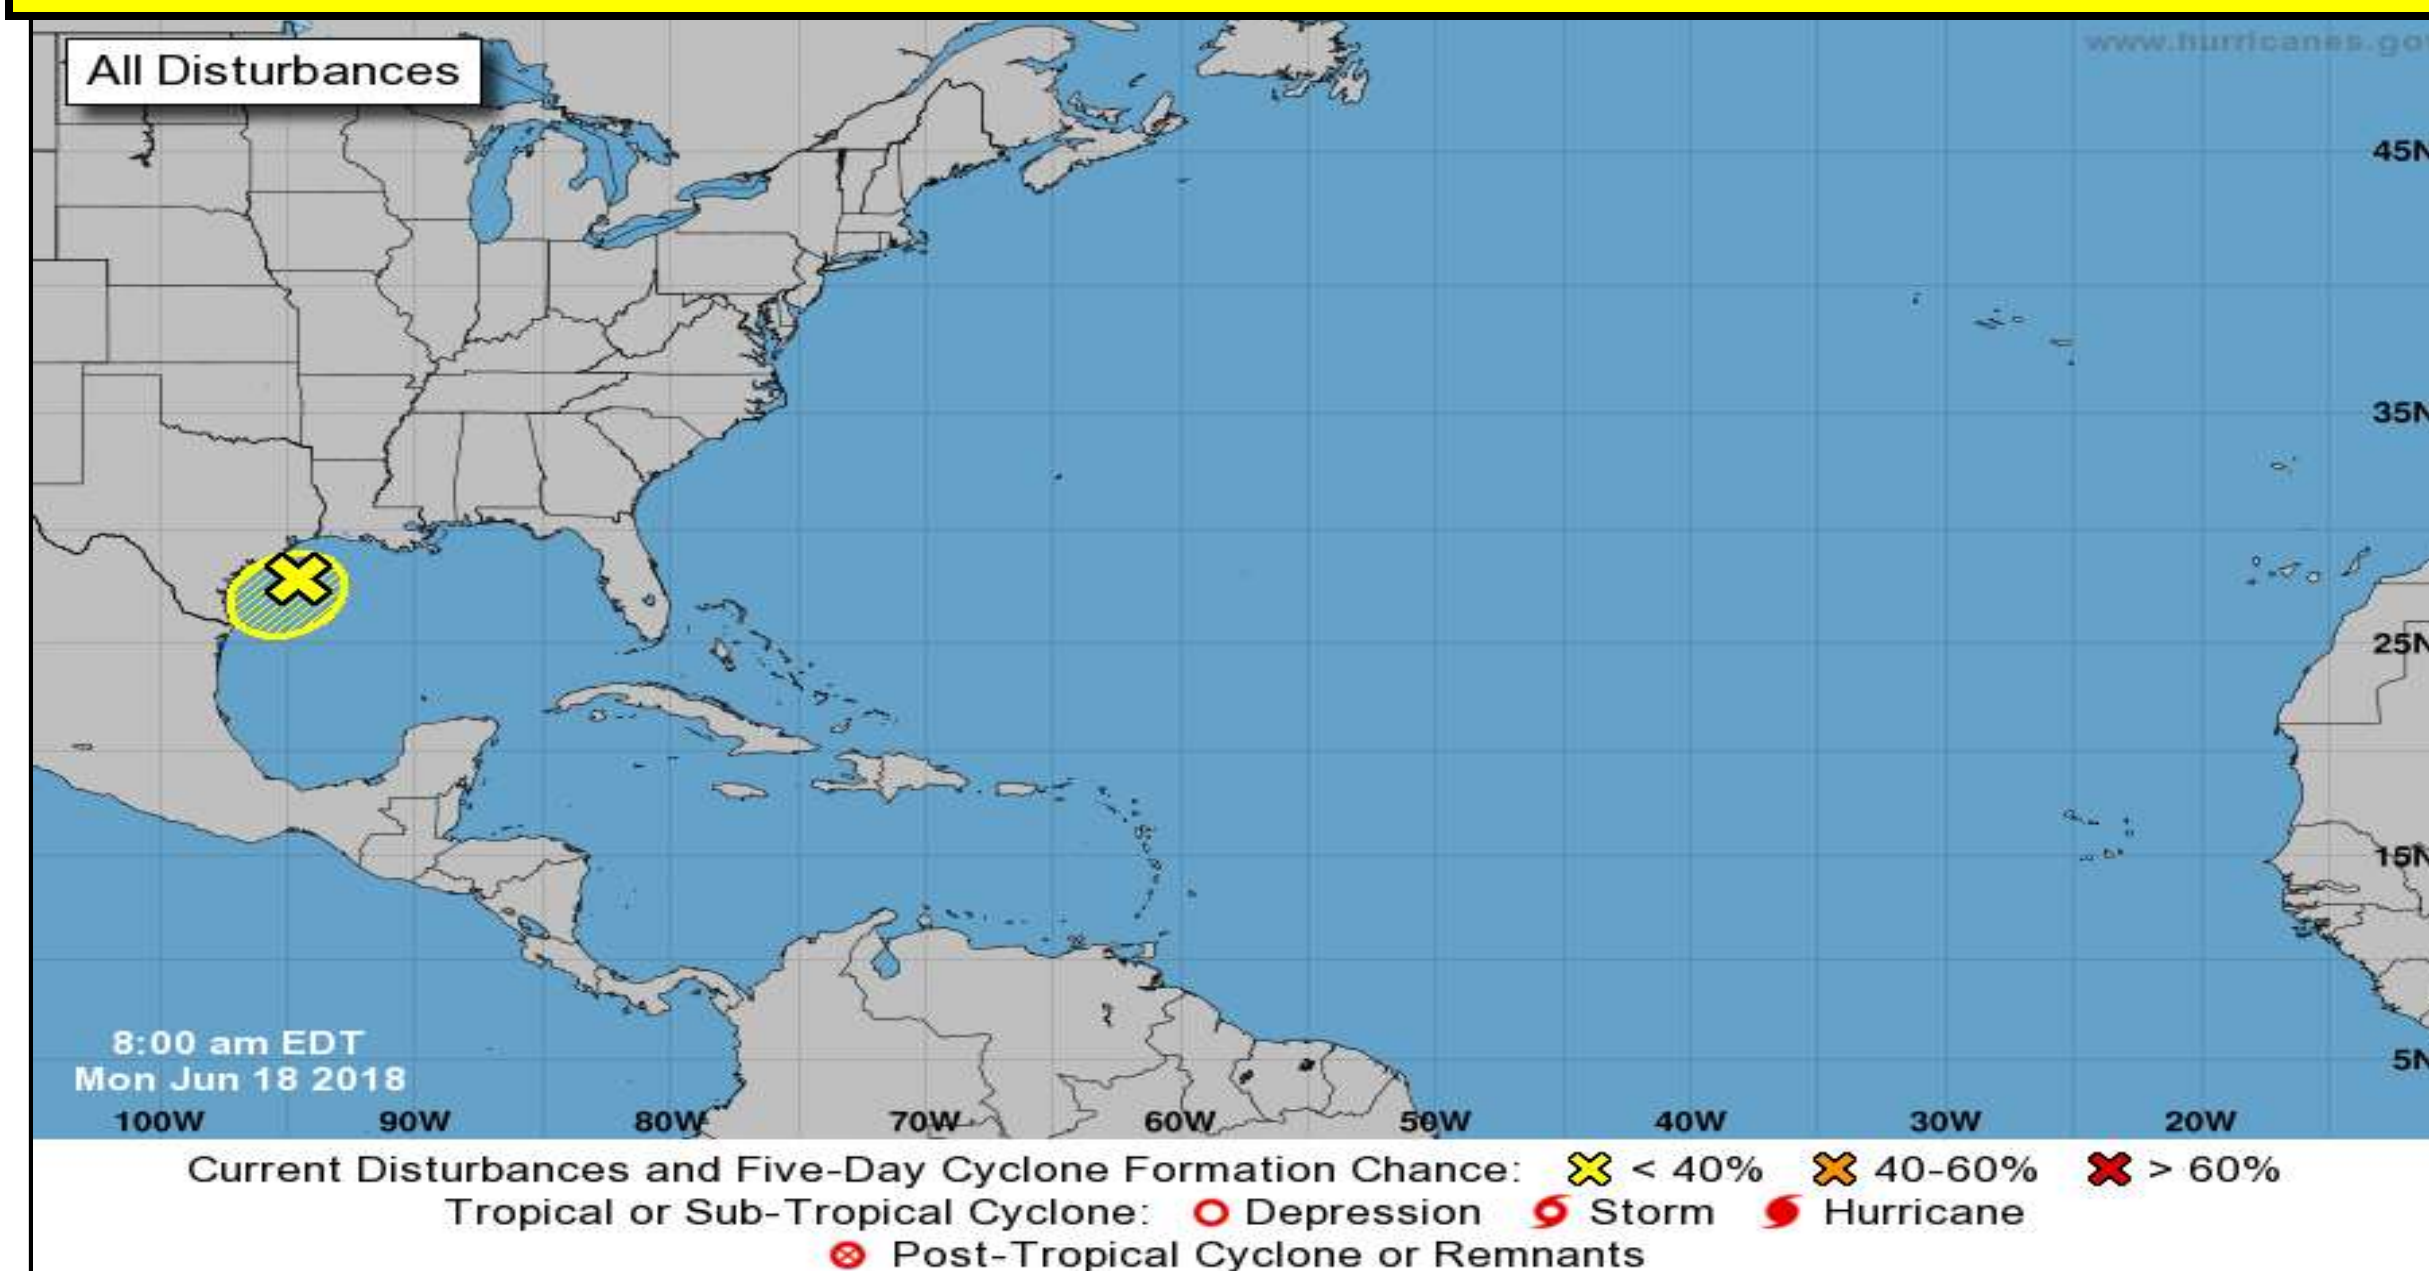 All Disturbances
www.hurricanes.gov
45N
35N
25N
15N
5N
8:00 am EDT
Mon Jun 18 2018
100W 90W 80W 70W 60W 50W 40W 30W 20W
Current Disturbances and Five-Day Cyclone Formation Chance: < 40% 40-60% > 60%
Tropical or Sub-Tropical Cyclone: Depression Storm Hurricane
Post-Tropical Cyclone or Remnants